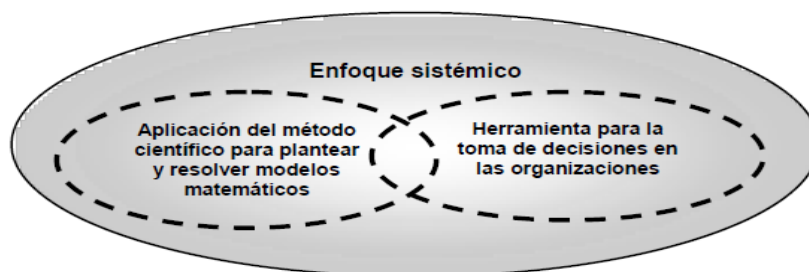 Enfoque sistémico
Aplicación del método
científico para plantear
y resolver modelos
matemáticos
Herramienta para la
toma de decisiones en
las organizaciones